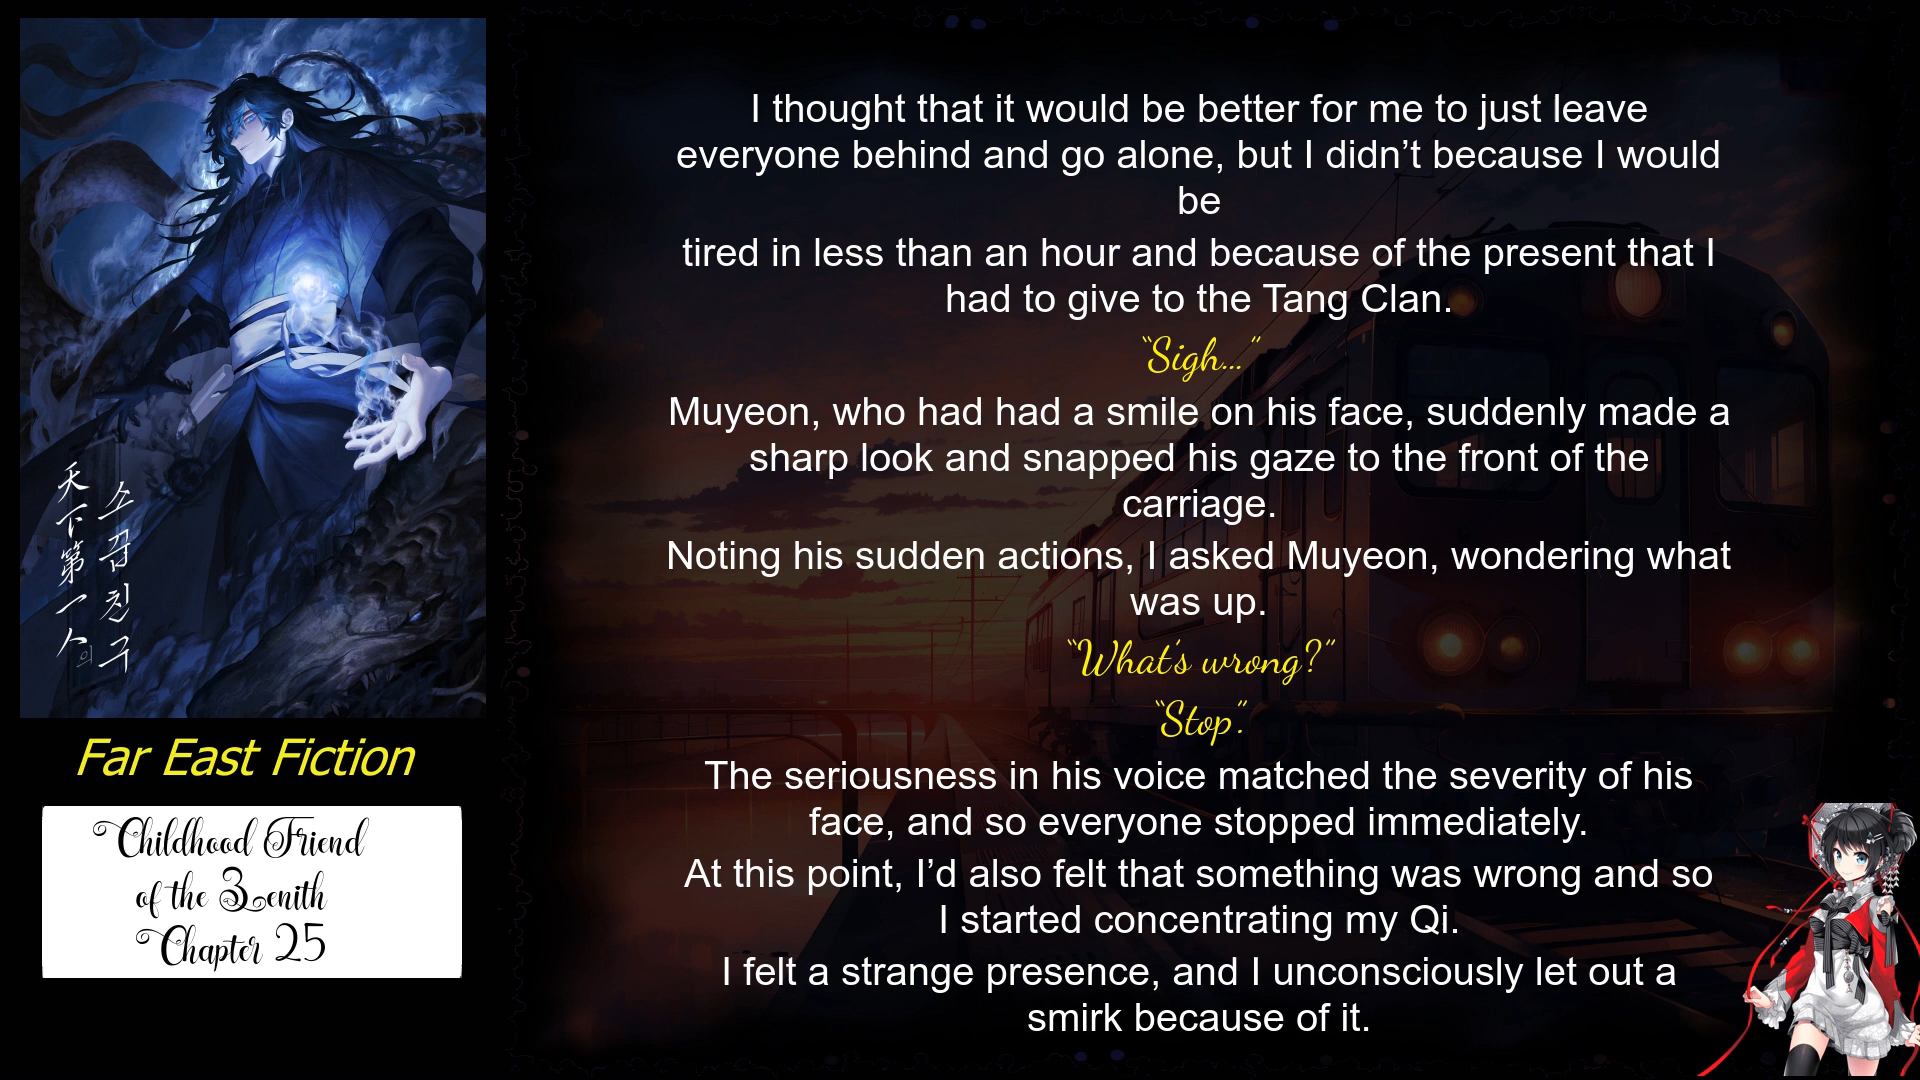 天下第一人의
소꿉친구
Far East Fiction
Childhood Friend
of the Zenith
Chapter 25
I thought that it would be better for me to just leave
everyone behind and go alone, but I didn’t because I would
be
tired in less than an hour and because of the present that I
had to give to the Tang Clan.
“Sigh...”
Muyeon, who had had a smile on his face, suddenly made a
sharp look and snapped his gaze to the front of the
carriage.
Noting his sudden actions, I asked Muyeon, wondering what
was up.
“What’s wrong?”
“Stop.”
The seriousness in his voice matched the severity of his
face, and so everyone stopped immediately.
At this point, I’d also felt that something was wrong and so
I started concentrating my Qi.
I felt a strange presence, and I unconsciously let out a
smirk because of it.